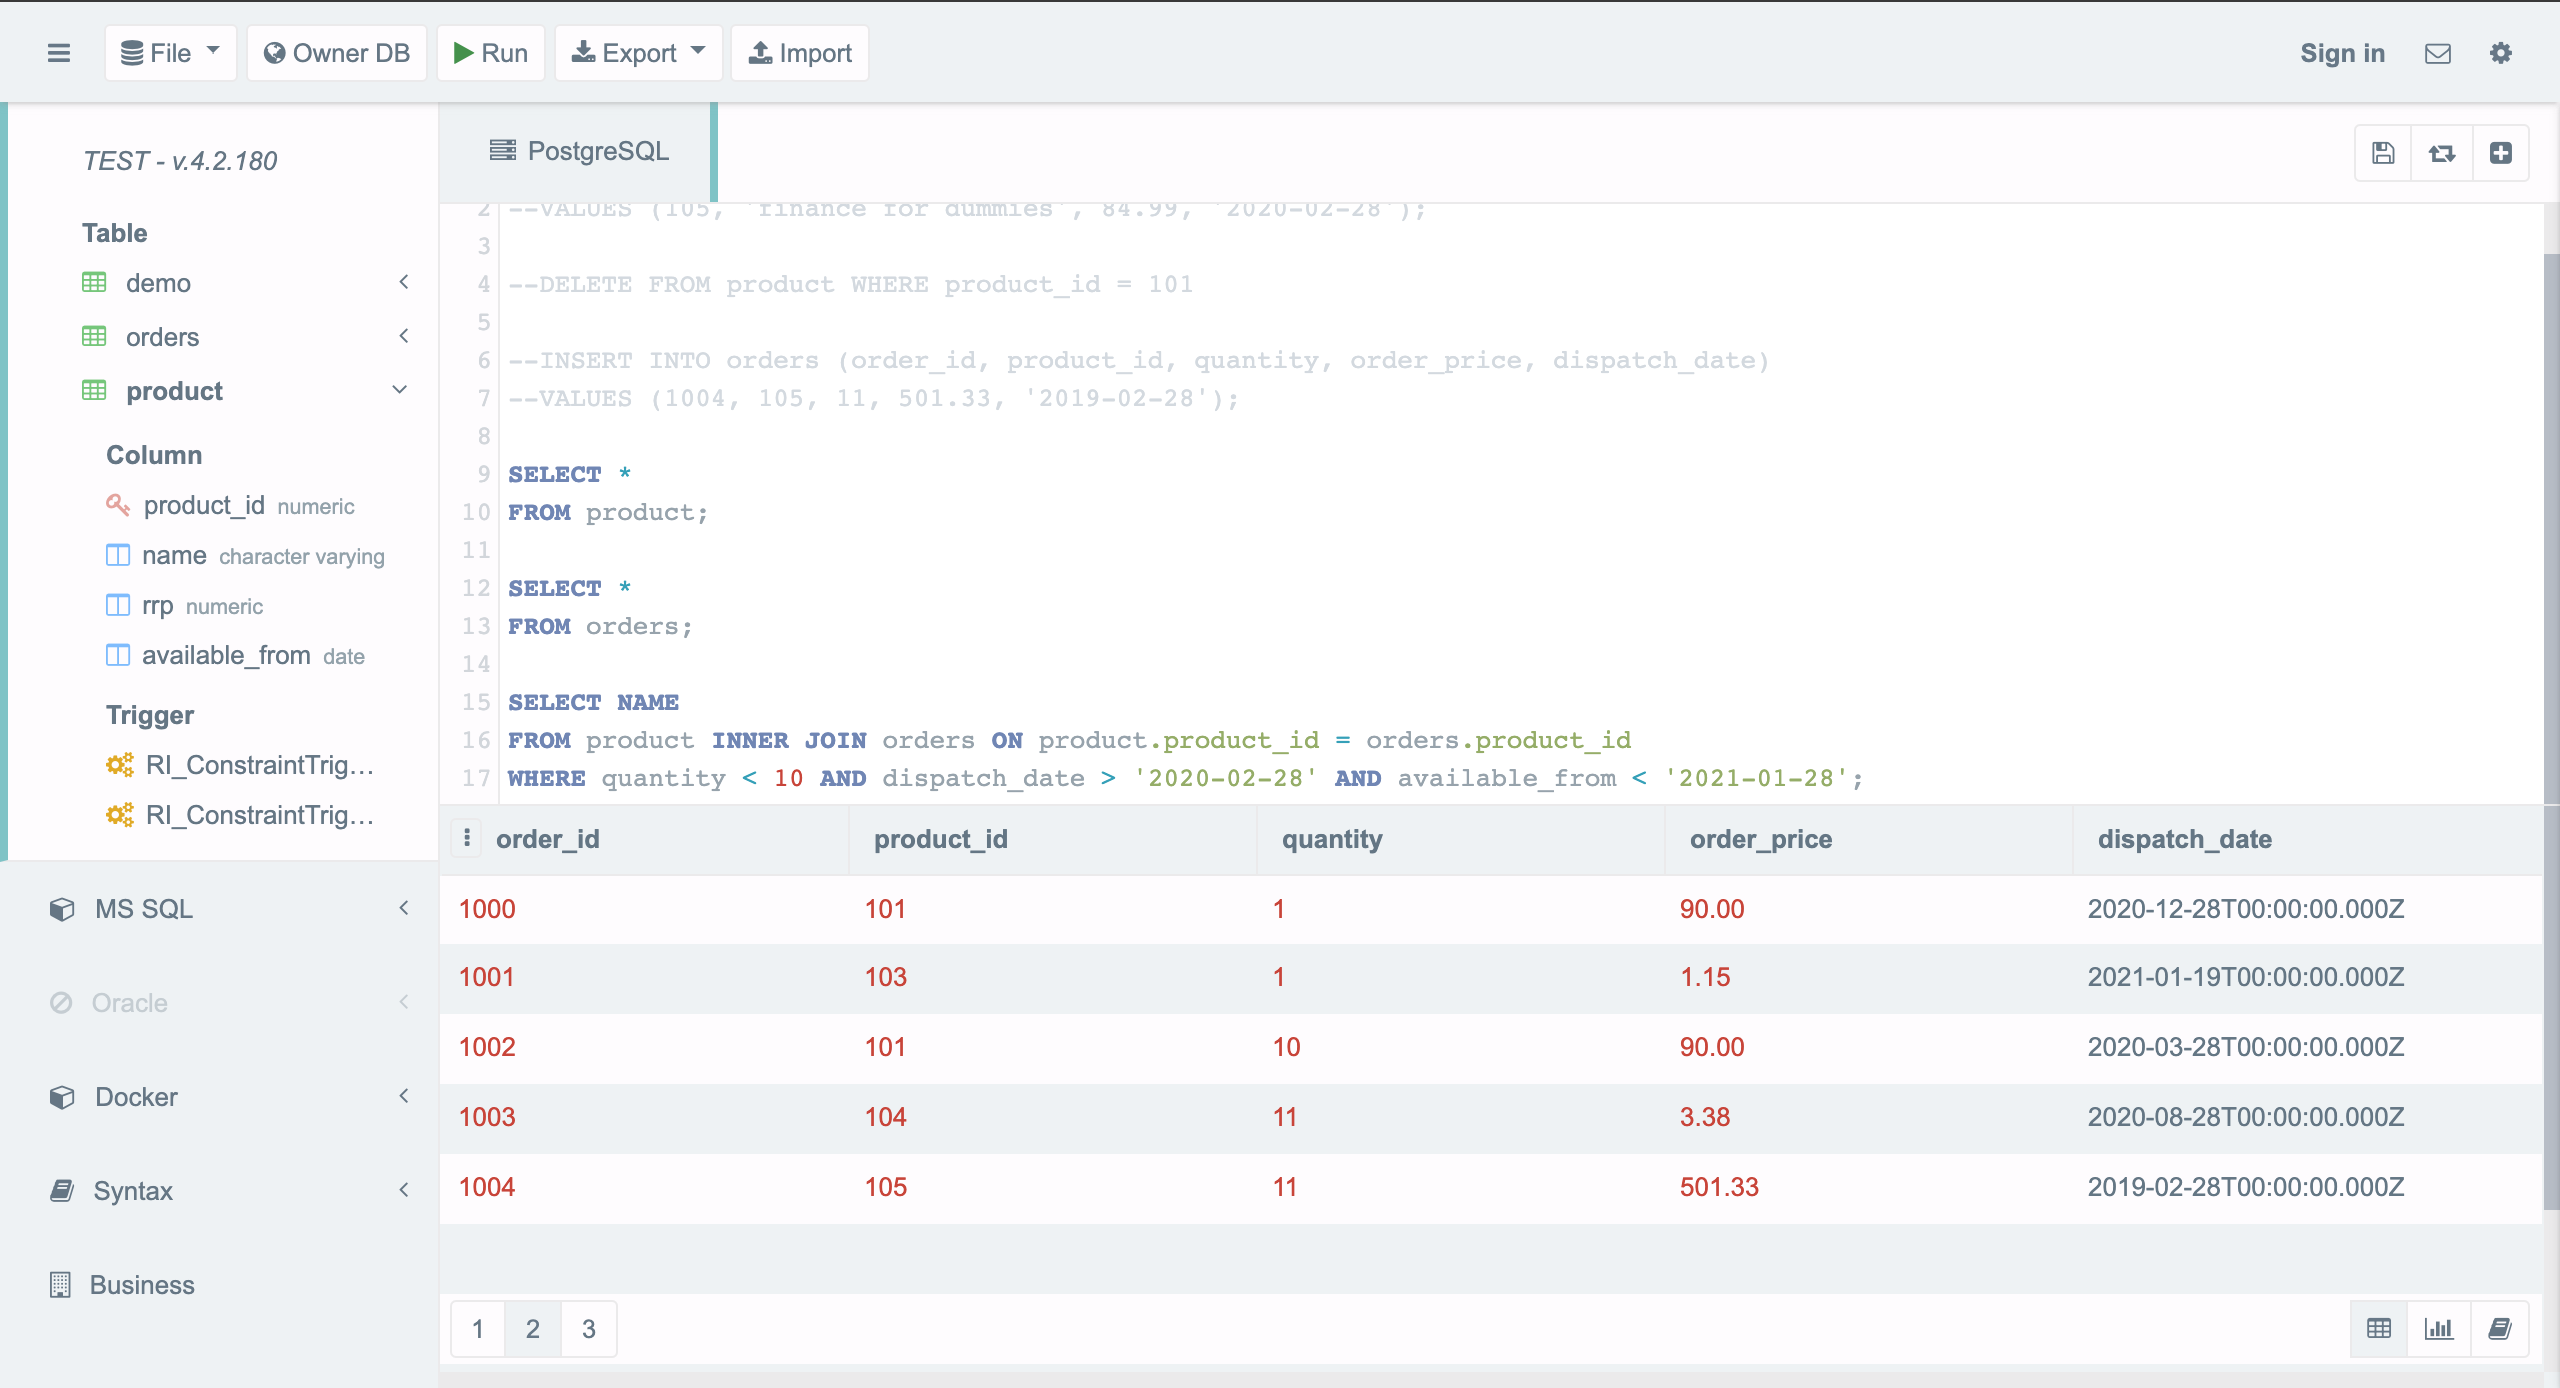 File Owner DB Run Export Import Sign in
TEST - v.4.2.180
Table
demo
orders
product
Column
product_id numeric
name character varying
rrp numeric
available_from date
Trigger
RI_ConstraintTrig...
RI_ConstraintTrig...
MS SQL
Oracle
Docker
Syntax
Business
PostgreSQL
2 --VALUES (105, 'finance for dummies', 84.99, '2020-02-28');
3
4 --DELETE FROM product WHERE product_id = 101
5
6 --INSERT INTO orders (order_id, product_id, quantity, order_price, dispatch_date)
7 --VALUES (1004, 105, 11, 501.33, '2019-02-28');
8
9 SELECT *
10 FROM product;
11
12 SELECT *
13 FROM orders;
14
15 SELECT NAME
16 FROM product INNER JOIN orders ON product.product_id = orders.product_id
17 WHERE quantity < 10 AND dispatch_date > '2020-02-28' AND available_from < '2021-01-28';
order_id product_id quantity order_price dispatch_date
1000 101 1 90.00 2020-12-28T00:00:00.000Z
1001 103 1 1.15 2021-01-19T00:00:00.000Z
1002 101 10 90.00 2020-03-28T00:00:00.000Z
1003 104 11 3.38 2020-08-28T00:00:00.000Z
1004 105 11 501.33 2019-02-28T00:00:00.000Z
1 2 3